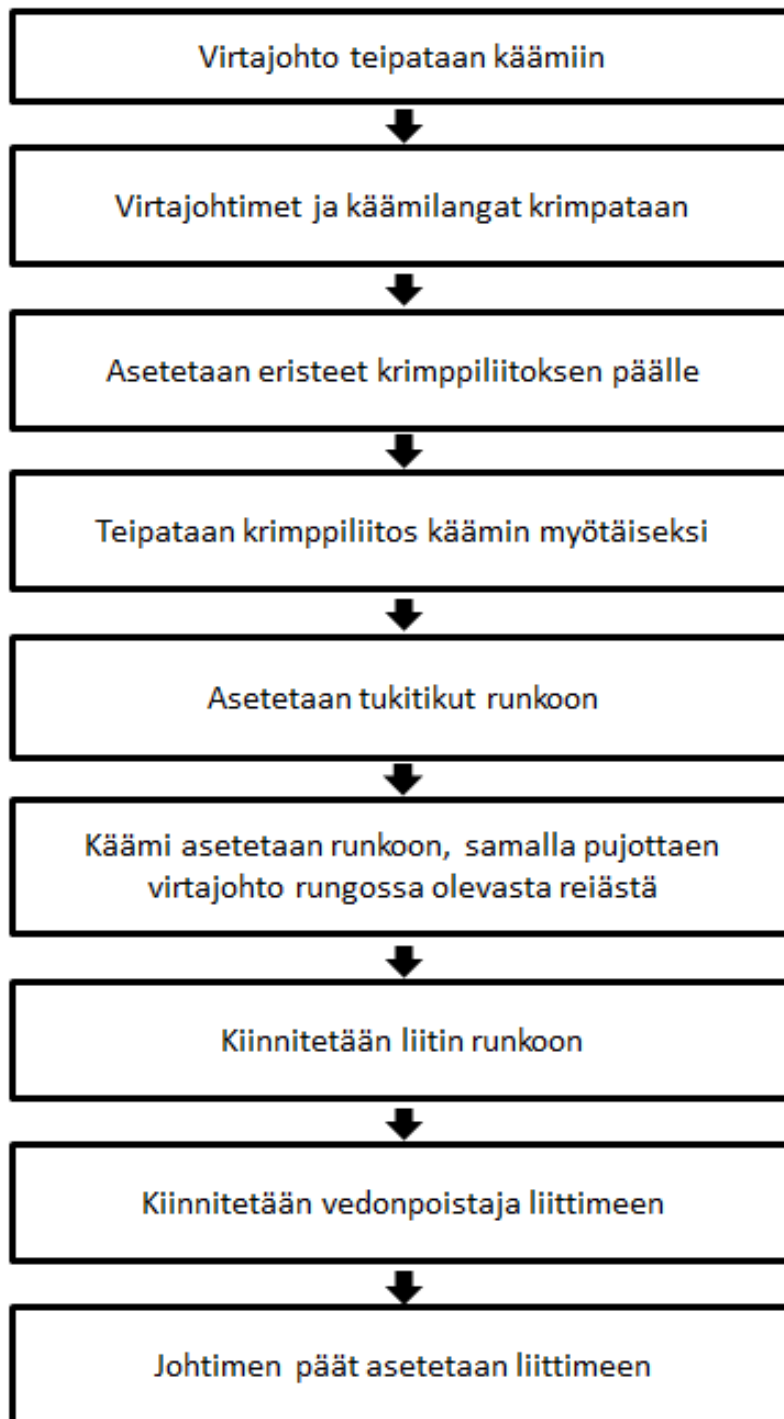 Virtajohto teipataan käämiin
Virtajohtimet ja käämilangat krimpataan
Asetetaan eristeet krimppiliitoksen päälle
Teipataan krimppiliitos käämin myötäiseksi
Asetetaan tukitikut runkoon
Käämi asetetaan runkoon, samalla pujottaen
virtajohto rungossa olevasta reiästä
Kiinnitetään liitin runkoon
Kiinnitetään vedonpoistaja liittimeen
Johtimen päät asetetaan liittimeen